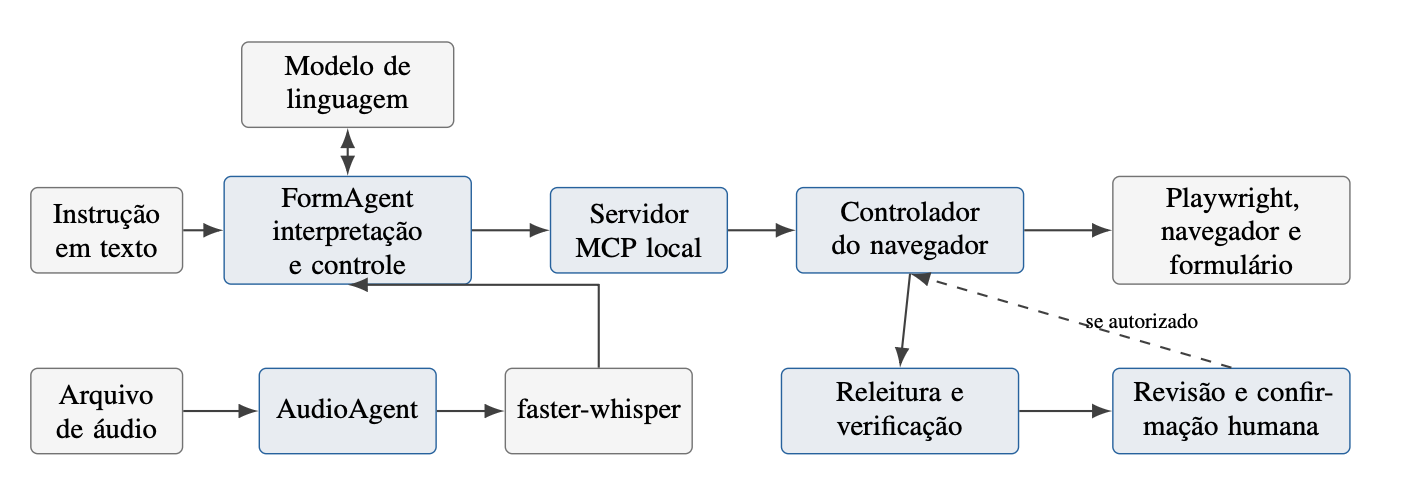 Modelo de
linguagem
Instrução
em texto
FormAgent
interpretação
e controle
Servidor
MCP local
Controlador
do navegador
Playwright,
navegador e
formulário
se autorizado
Arquivo
de áudio
AudioAgent
faster-whisper
Releitura e
verificação
Revisão e confir-
mação humana